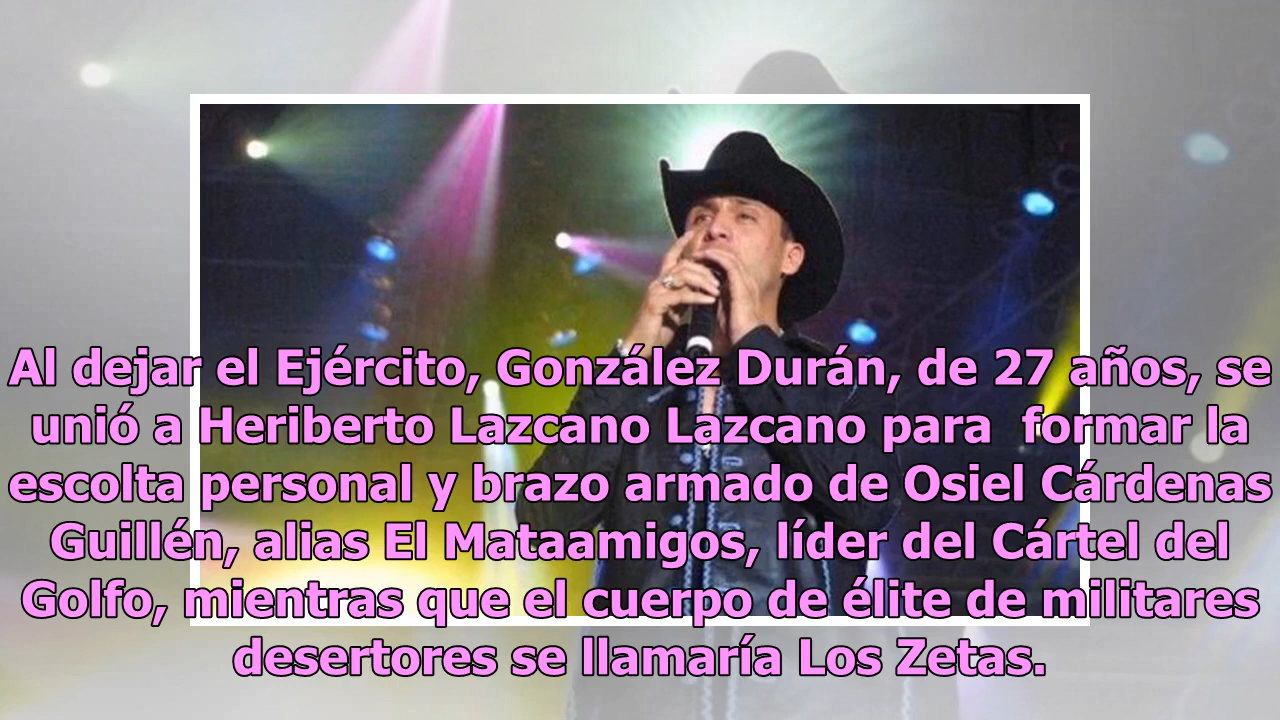 Al dejar el Ejército, González Durán, de 27 años, se
unió a Heriberto Lazcano Lazcano para  formar la
escolta personal y brazo armado de Osiel Cárdenas
Guillén, alias El Mataamigos, líder del Cártel del
Golfo, mientras que el cuerpo de élite de militares
desertores se llamaría Los Zetas.